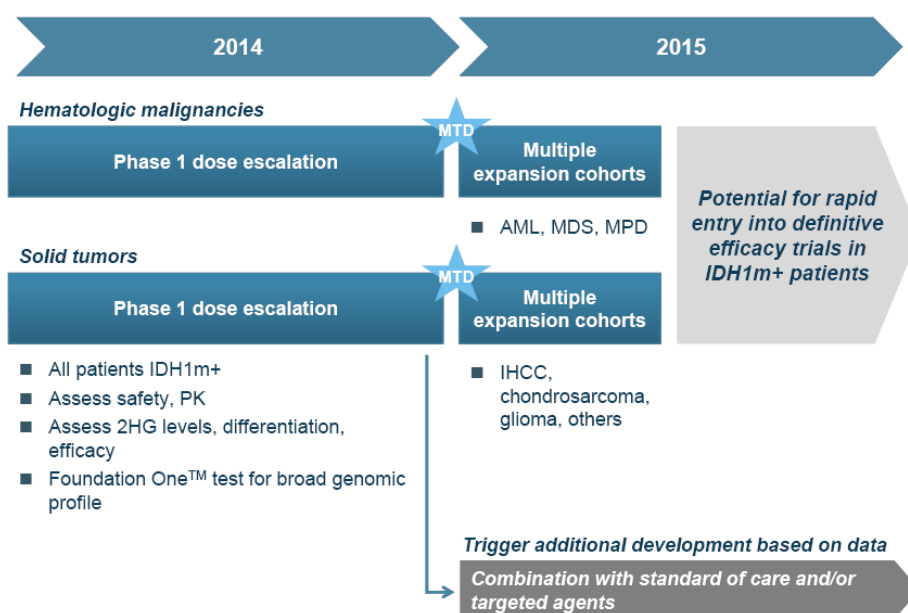 2014
2015
Hematologic malignancies
MTD
Phase 1 dose escalation
Multiple
expansion cohorts
AML, MDS, MPD
Solid tumors
MTD
Phase 1 dose escalation
Multiple
expansion cohorts
Potential for rapid
entry into definitive
efficacy trials in
IDH1m+ patients
All patients IDH1m+
Assess safety, PK
Assess 2HG levels, differentiation,
efficacy
Foundation One™ test for broad genomic
profile
IHCC,
chondrosarcoma,
glioma, others
Trigger additional development based on data
Combination with standard of care and/or
targeted agents